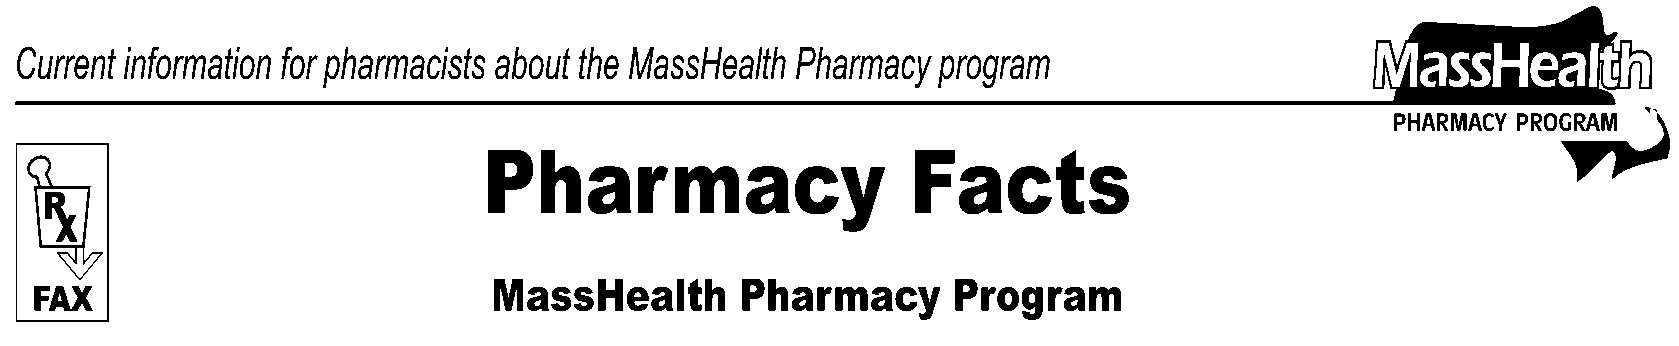 Current information for pharmacists about the MassHealth Pharmacy program
MassHealth
PHARMACY PROGRAM
Pharmacy Facts
RX
FAX
MassHealth Pharmacy Program